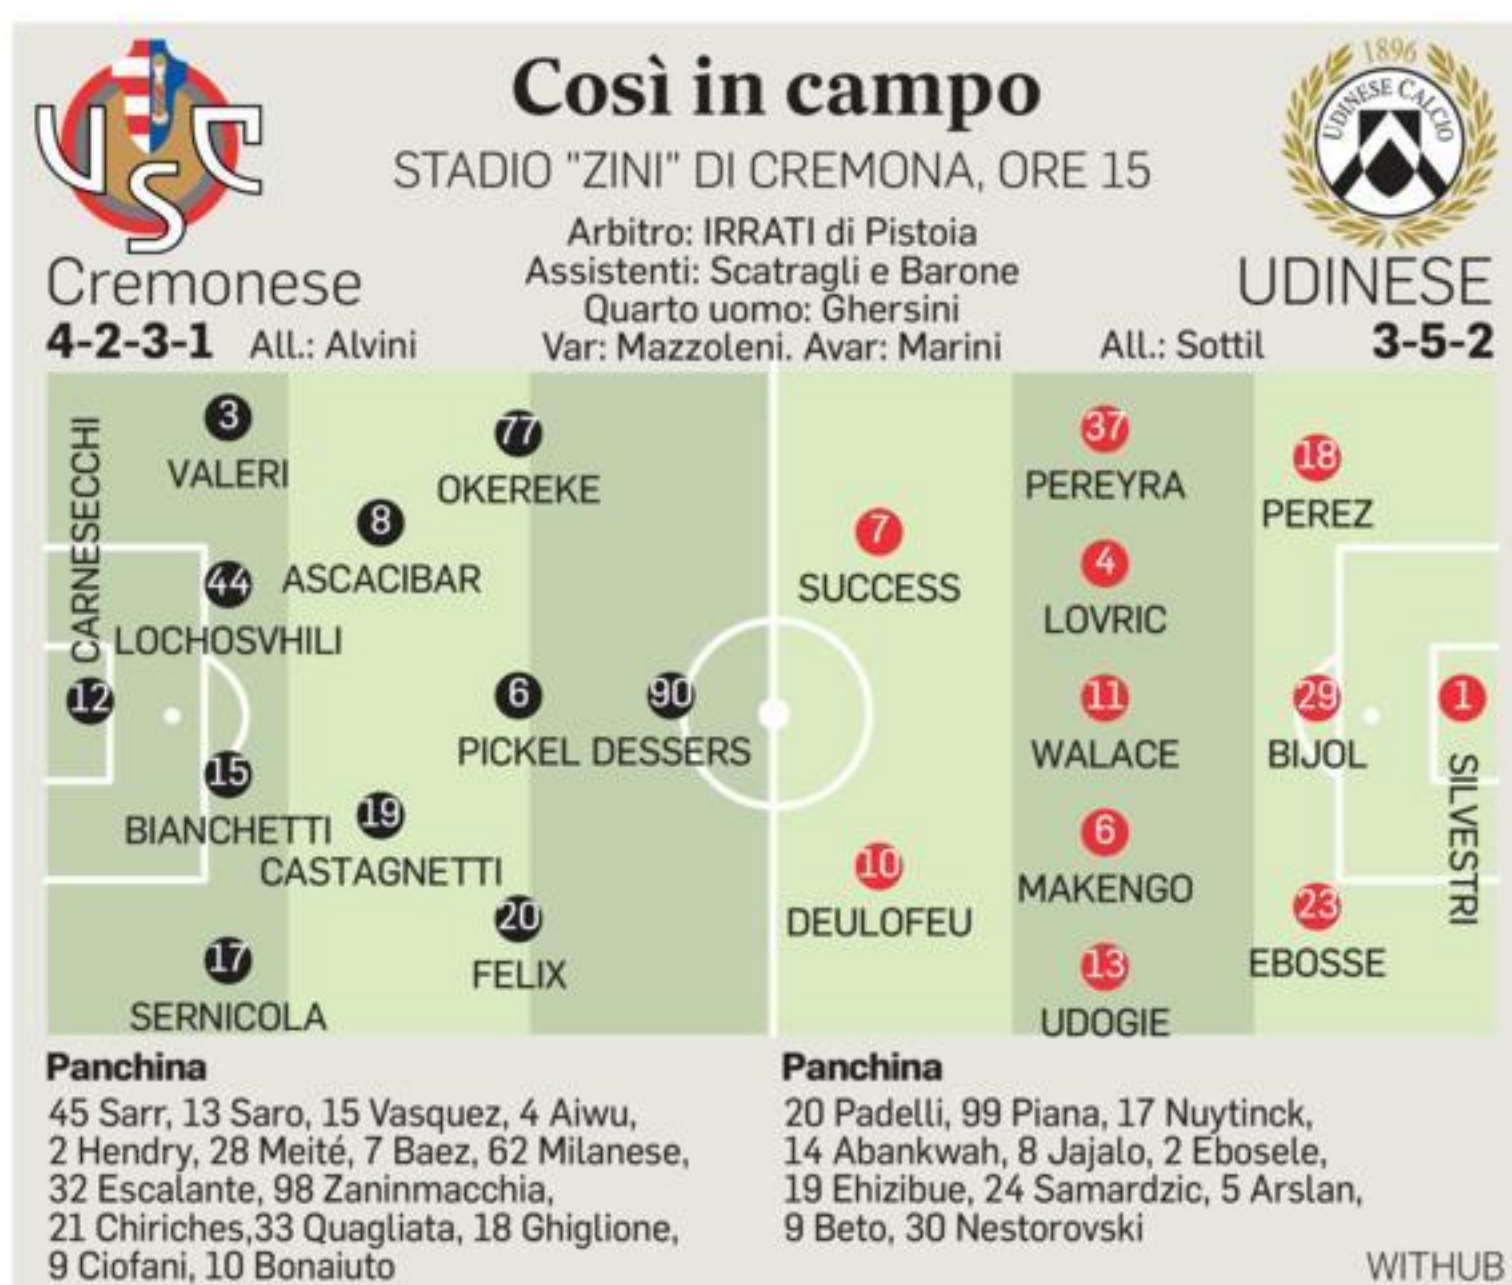 USC
1896
UDINESE CALCIO
Così in campo
STADIO "ZINI" DI CREMONA, ORE 15
Arbitro: IRRATI di Pistoia
Assistenti: Scatragli e Barone
Quarto uomo: Ghersini
Var: Mazzoleni. Avar: Marini
Cremonese
4-2-3-1 All.: Alvini
UDINESE
All.: Sottil 3-5-2
12
CARNESECCHI
3
VALERI
44
LOCHOSVHILI
15
BIANCHETTI
17
SERNICOLA
8
ASCACIBAR
19
CASTAGNETTI
77
OKEREKE
6
PICKEL
20
FELIX
90
DESSERS
7
SUCCESS
10
DEULOFEU
37
PEREYRA
4
LOVRIC
11
WALACE
6
MAKENGO
13
UDOGIE
18
PEREZ
29
BIJOL
23
EBOSSE
1
SILVESTRI
Panchina
45 Sarr, 13 Saro, 15 Vasquez, 4 Aiwu,
2 Hendry, 28 Meité, 7 Baez, 62 Milanese,
32 Escalante, 98 Zaninmacchia,
21 Chiriches,33 Quagliata, 18 Ghiglione,
9 Ciofani, 10 Bonaiuto
Panchina
20 Padelli, 99 Piana, 17 Nuytinck,
14 Abankwah, 8 Jajalo, 2 Ebosele,
19 Ehizibue, 24 Samardzic, 5 Arslan,
9 Beto, 30 Nestorovski
WITHUB